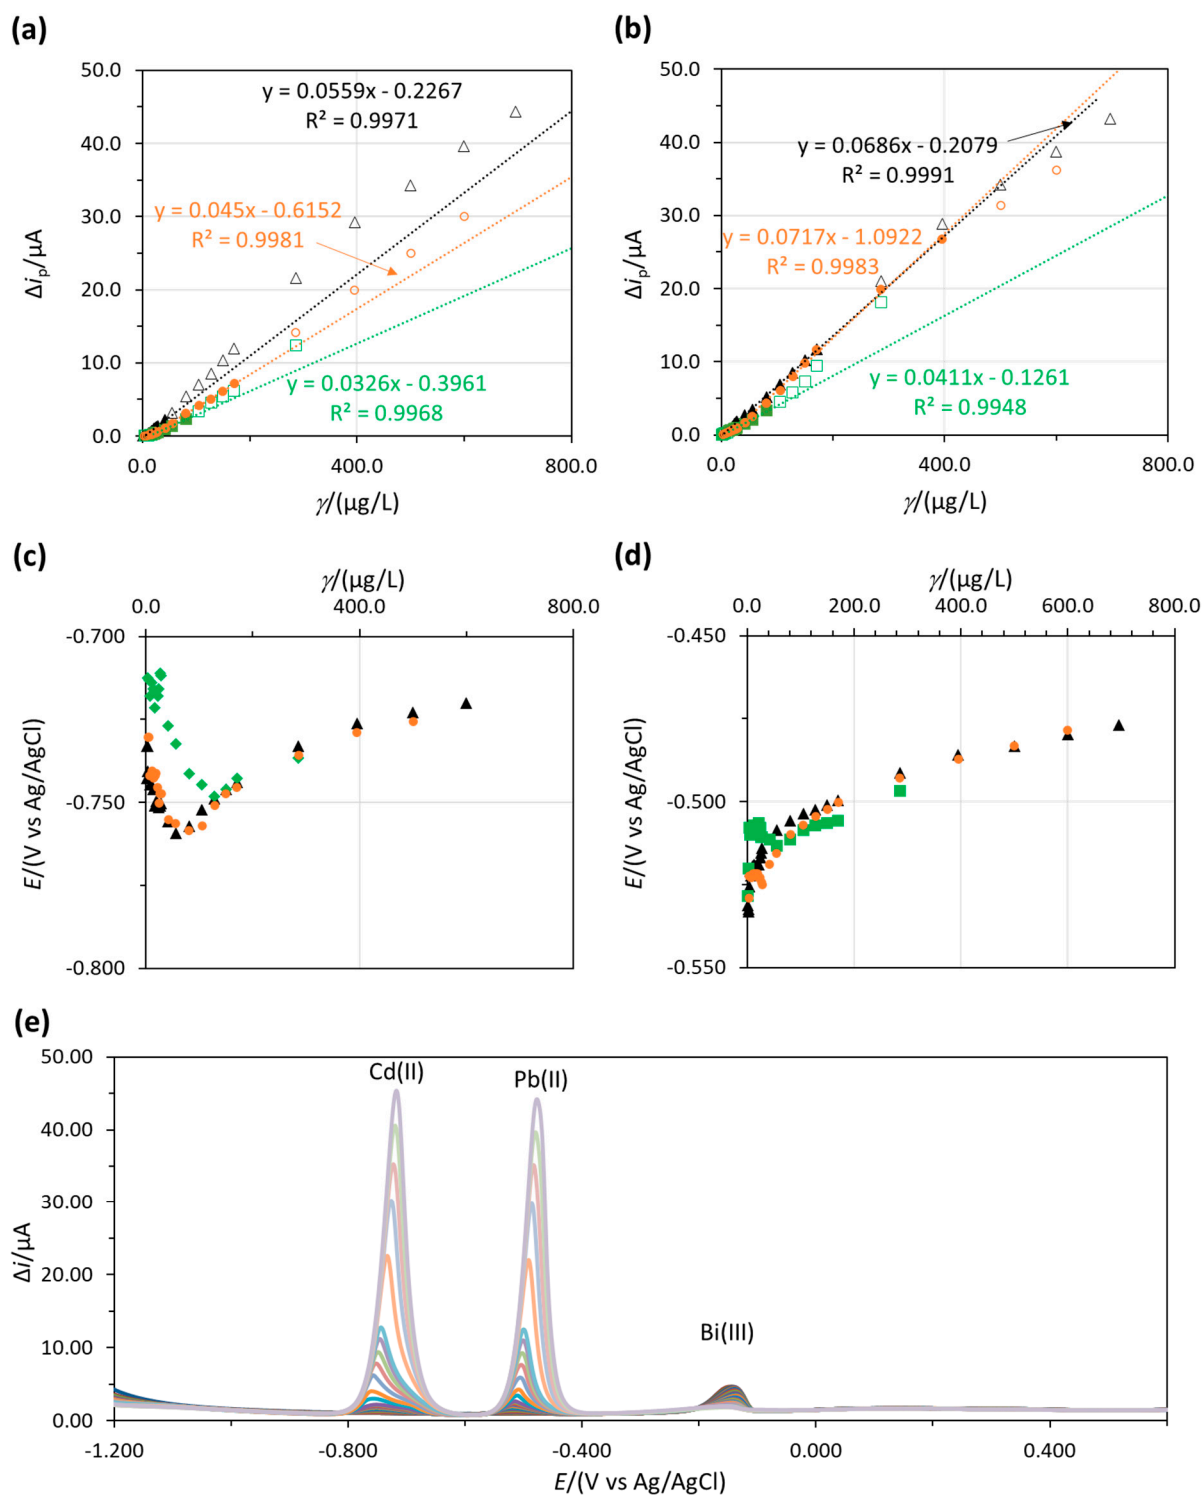 (a)
50.0
40.0
30.0
20.0
10.0
0.0
Δip/µA
y = 0.0559x - 0.2267
R² = 0.9971
y = 0.045x - 0.6152
R² = 0.9981
y = 0.0326x - 0.3961
R² = 0.9968
0.0 400.0 800.0
γ/(µg/L)
(b)
50.0
40.0
30.0
20.0
10.0
0.0
Δip/µA
y = 0.0686x - 0.2079
R² = 0.9991
y = 0.0717x - 1.0922
R² = 0.9983
y = 0.0411x - 0.1261
R² = 0.9948
0.0 400.0 800.0
γ/(µg/L)
(c)
γ/(µg/L)
0.0 400.0 800.0
-0.700
-0.750
-0.800
E/(V vs Ag/AgCl)
(d)
γ/(µg/L)
0.0 200.0 400.0 600.0 800.0
-0.450
-0.500
-0.550
E/(V vs Ag/AgCl)
(e)
50.00
40.00
30.00
20.00
10.00
0.00
Δi/µA
Cd(II)
Pb(II)
Bi(III)
-1.200 -0.800 -0.400 0.000 0.400
E/(V vs Ag/AgCl)